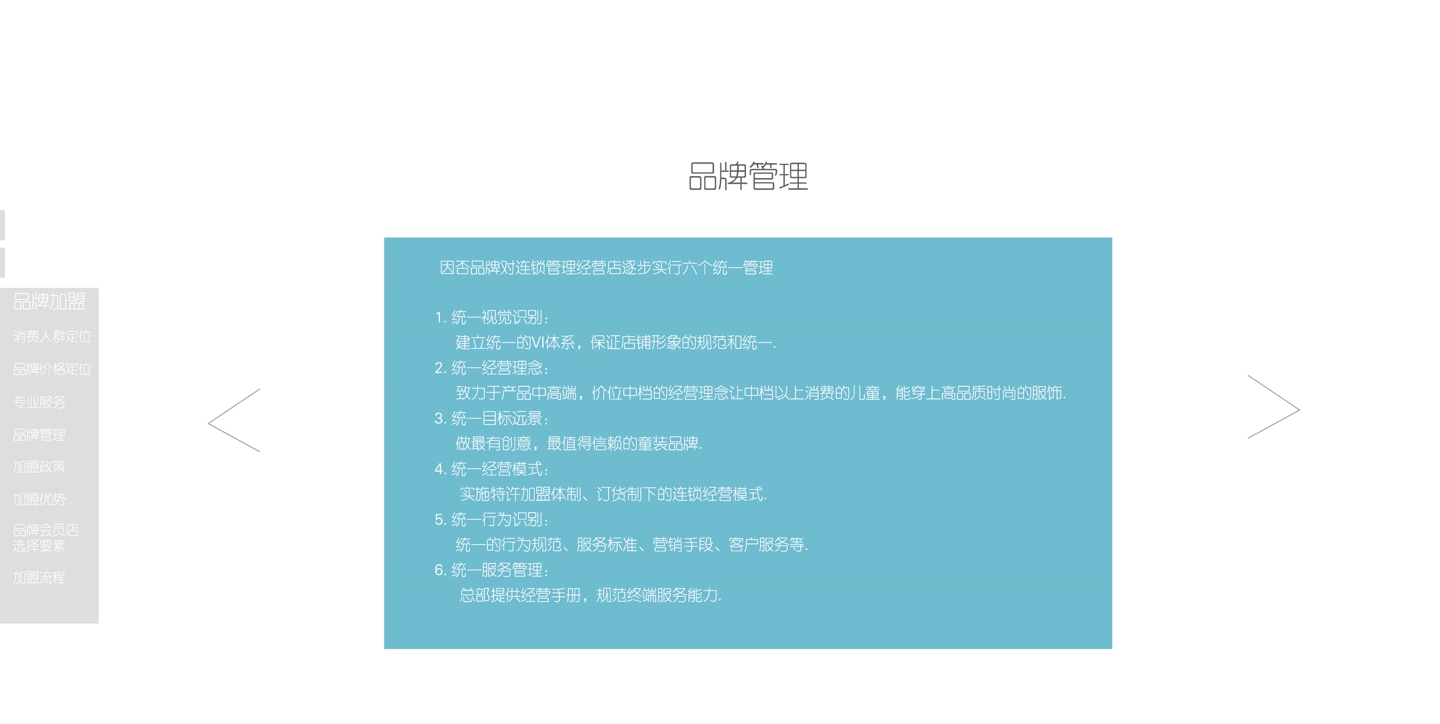 品牌管理
因否品牌对连锁管理经营店逐步实行六个统一管理
1. 统一视觉识别：
建立统一的VI体系，保证店铺形象的规范和统一.
2. 统一经营理念：
致力于产品中高端，价位中档的经营理念让中档以上消费的儿童，能穿上高品质时尚的服饰.
3. 统一目标远景：
做最有创意，最值得信赖的童装品牌.
4. 统一经营模式：
实施特许加盟体制、订货制下的连锁经营模式.
5. 统一行为识别：
统一的行为规范、服务标准、营销手段、客户服务等.
6. 统一服务管理：
总部提供经营手册，规范终端服务能力.
品牌加盟
消费人群定位
品牌价格定位
专业服务
品牌管理
加盟政策
加盟优势
品牌会员店
选择要素
加盟流程